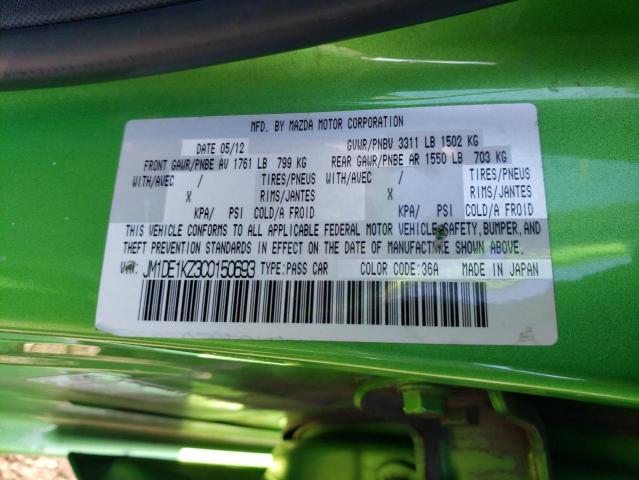 MFD. BY MAZDA MOTOR CORPORATION
DATE 05/12 GVWR/PNBV 3311 LB 1502 KG
FRONT GAWR/PNBE AV 1761 LB 799 KG REAR GAWR/PNBE AR 1550 LB 703 KG
WITH/AVEC / TIRES/PNEUS WITH/AVEC / TIRES/PNEUS
X RIMS/JANTES X RIMS/JANTES
KPA/ PSI COLD/A FROID KPA/ PSI COLD/A FROID
THIS VEHICLE CONFORMS TO ALL APPLICABLE FEDERAL MOTOR VEHICLE SAFETY, BUMPER, AND
THEFT PREVENTION STANDARDS IN EFFECT ON THE DATE OF MANUFACTURE SHOWN ABOVE.
JM1DE1KZ3C0150693 TYPE:PASS CAR COLOR CODE:36A MADE IN JAPAN